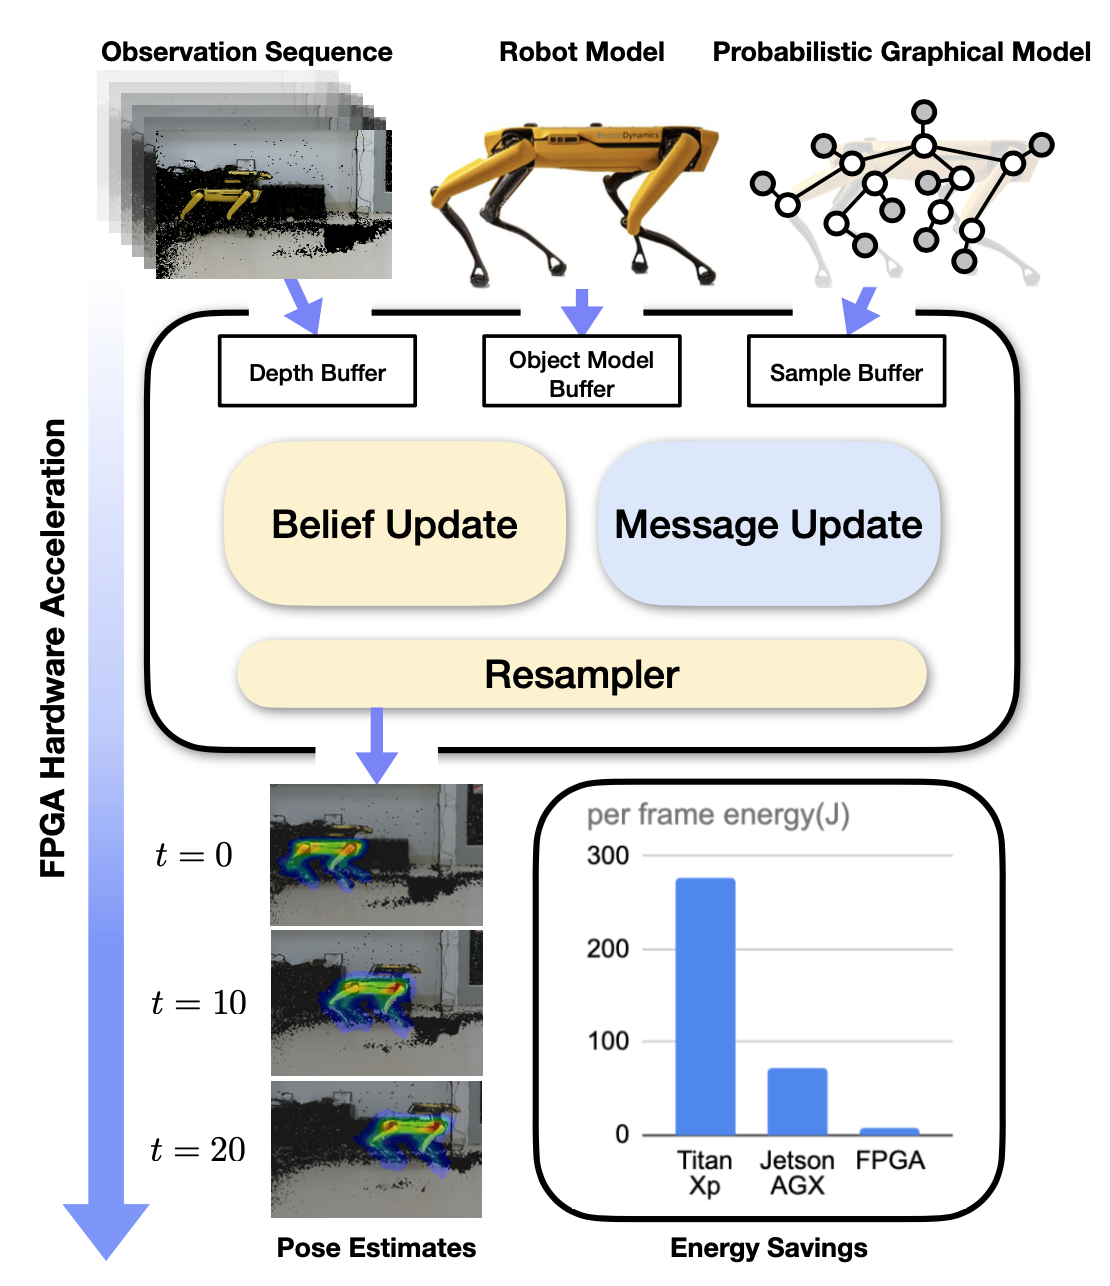 Observation Sequence
Robot Model
Probabilistic Graphical Model
BostonDynamics
Depth Buffer
Object Model
Buffer
Sample Buffer
FPGA Hardware Acceleration
Belief Update
Message Update
Resampler
t = 0
t = 10
t = 20
Pose Estimates
per frame energy(J)
300
200
100
0
Titan
Xp
Jetson
AGX
FPGA
Energy Savings